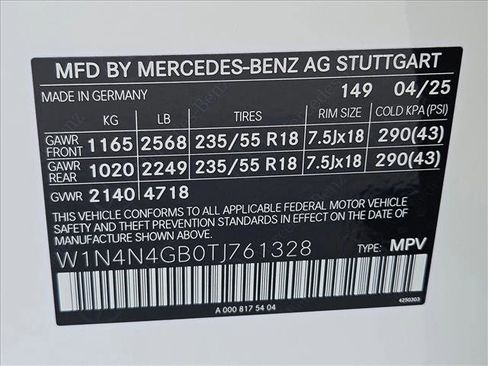 MFD BY MERCEDES-BENZ AG STUTTGART
MADE IN GERMANY 149 04/25
KG LB TIRES RIM SIZE COLD KPA(PSI)
GAWR FRONT 1165 2568 235/55 R18 7.5Jx18 290(43)
GAWR REAR 1020 2249 235/55 R18 7.5Jx18 290(43)
GVWR 2140 4718
THIS VEHICLE CONFORMS TO ALL APPLICABLE FEDERAL MOTOR VEHICLE
SAFETY AND THEFT PREVENTION STANDARDS IN EFFECT ON THE DATE OF
MANUFACTURE SHOWN ABOVE.
W1N4N4GB0TJ761328 TYPE: MPV
A 000 817 54 04
4250303